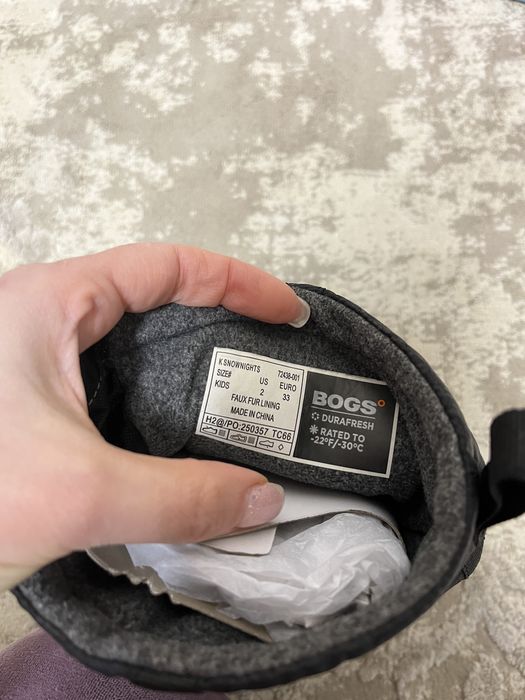 K SNOWNIGHTS 72438-001
SIZE# US EURO
KIDS 2 33
FAUX FUR LINING
MADE IN CHINA
H2@/PO:250357 TC66
BOGS
DURAFRESH
RATED TO
-22°F/-30°C